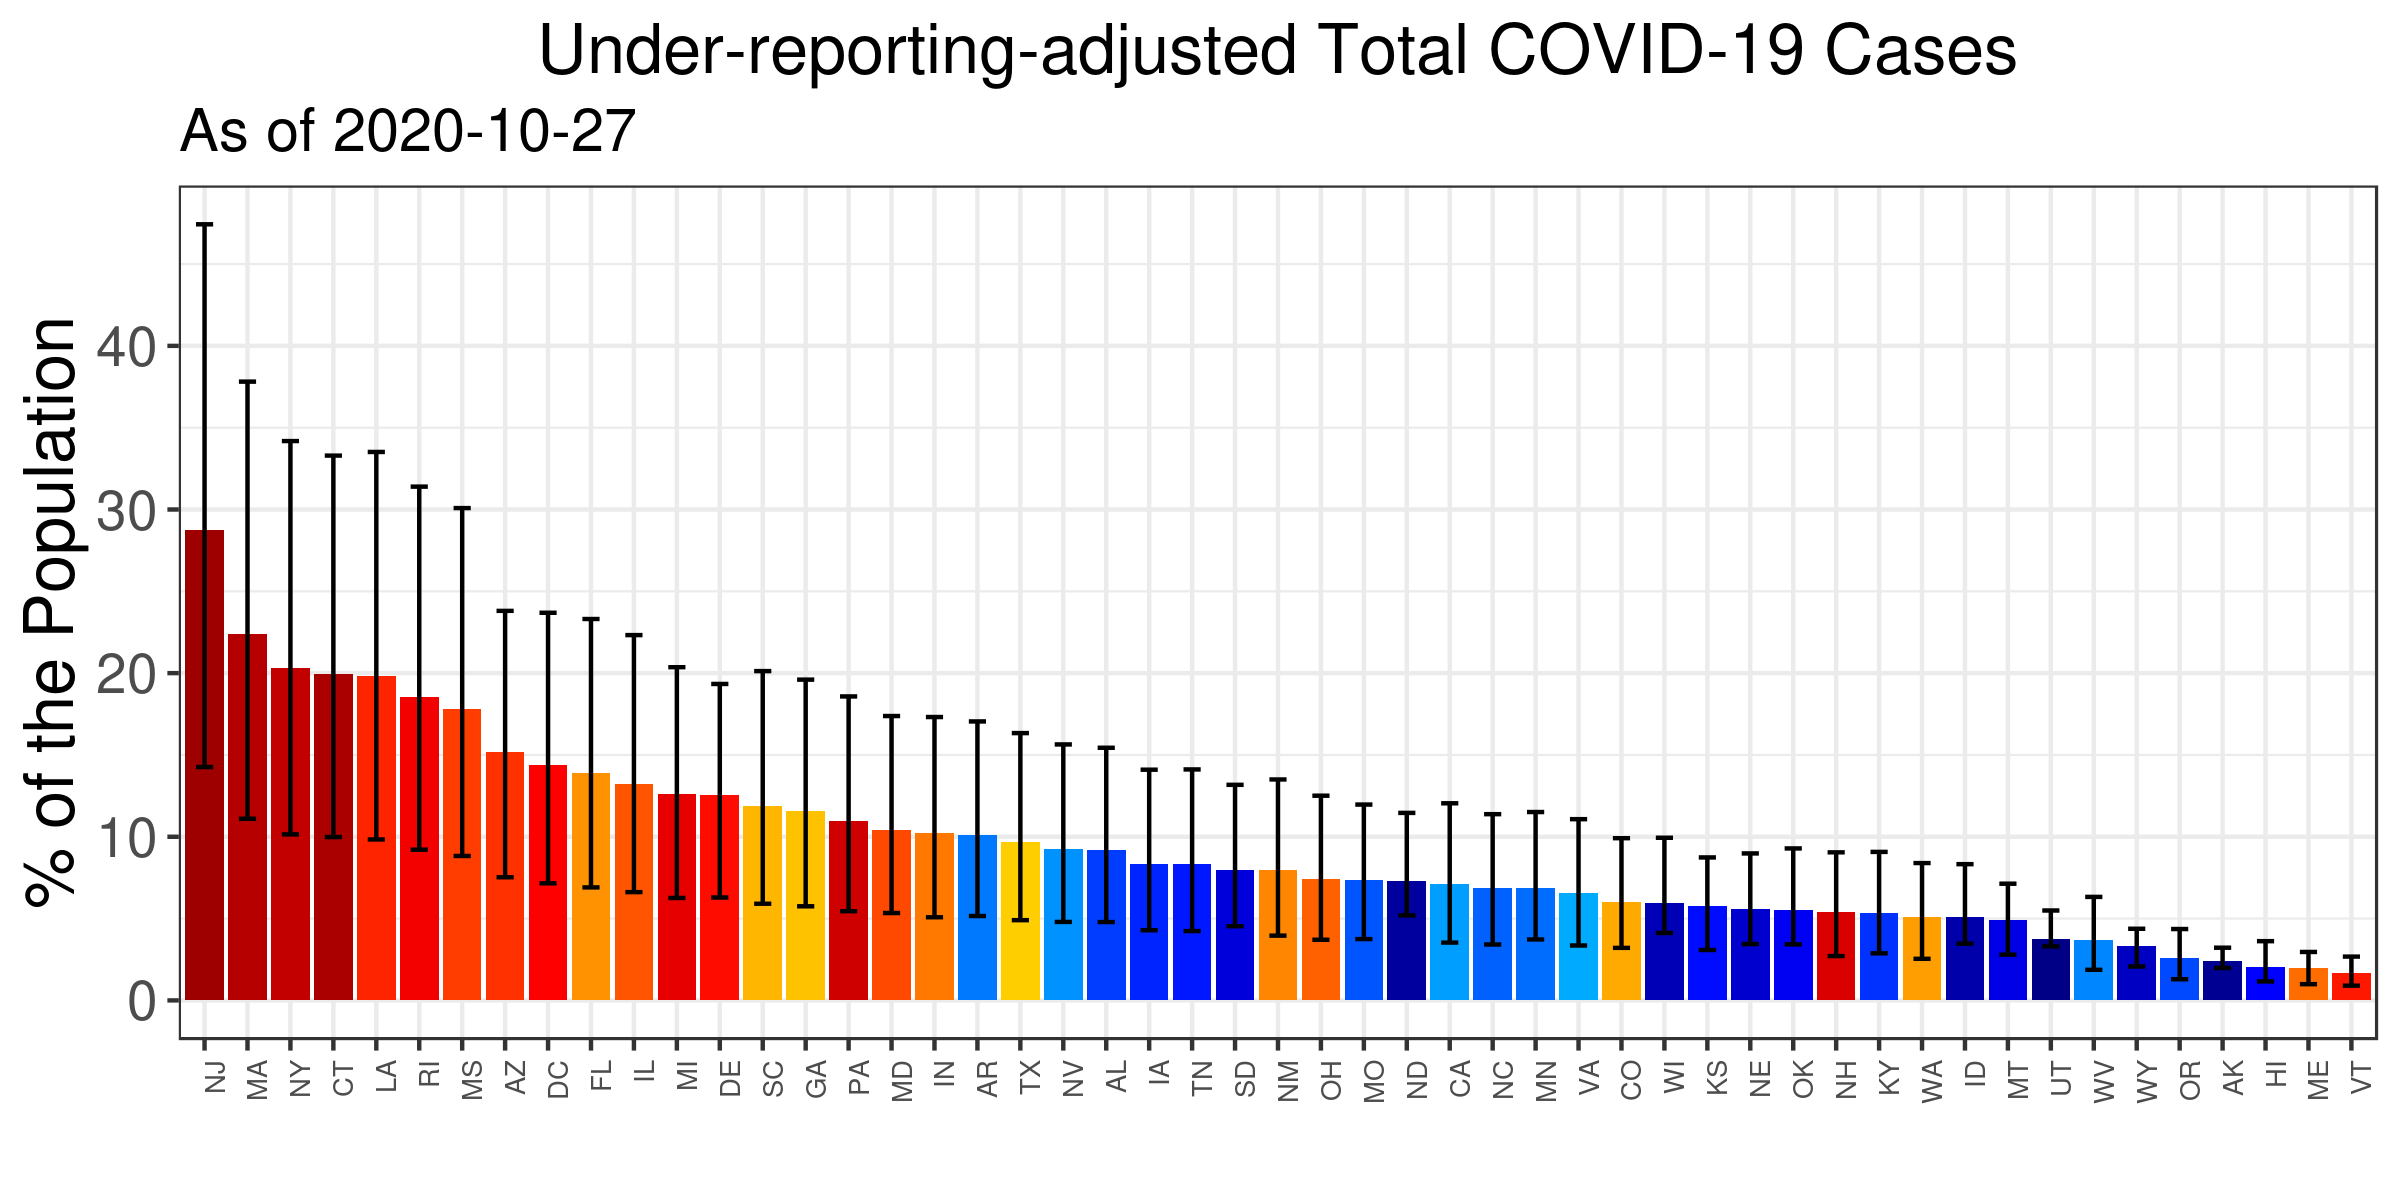 Under-reporting-adjusted Total COVID-19 Cases
As of 2020-10-27
% of the Population
40
30
20
10
0
NJ MA NY CT LA RI MS AZ DC FL IL MI DE SC GA PA MD IN AR TX NV AL IA TN SD NM OH MO ND CA NC MN VA CO WI KS NE OK NH KY WA ID MT UT WV WY OR AK HI ME VT